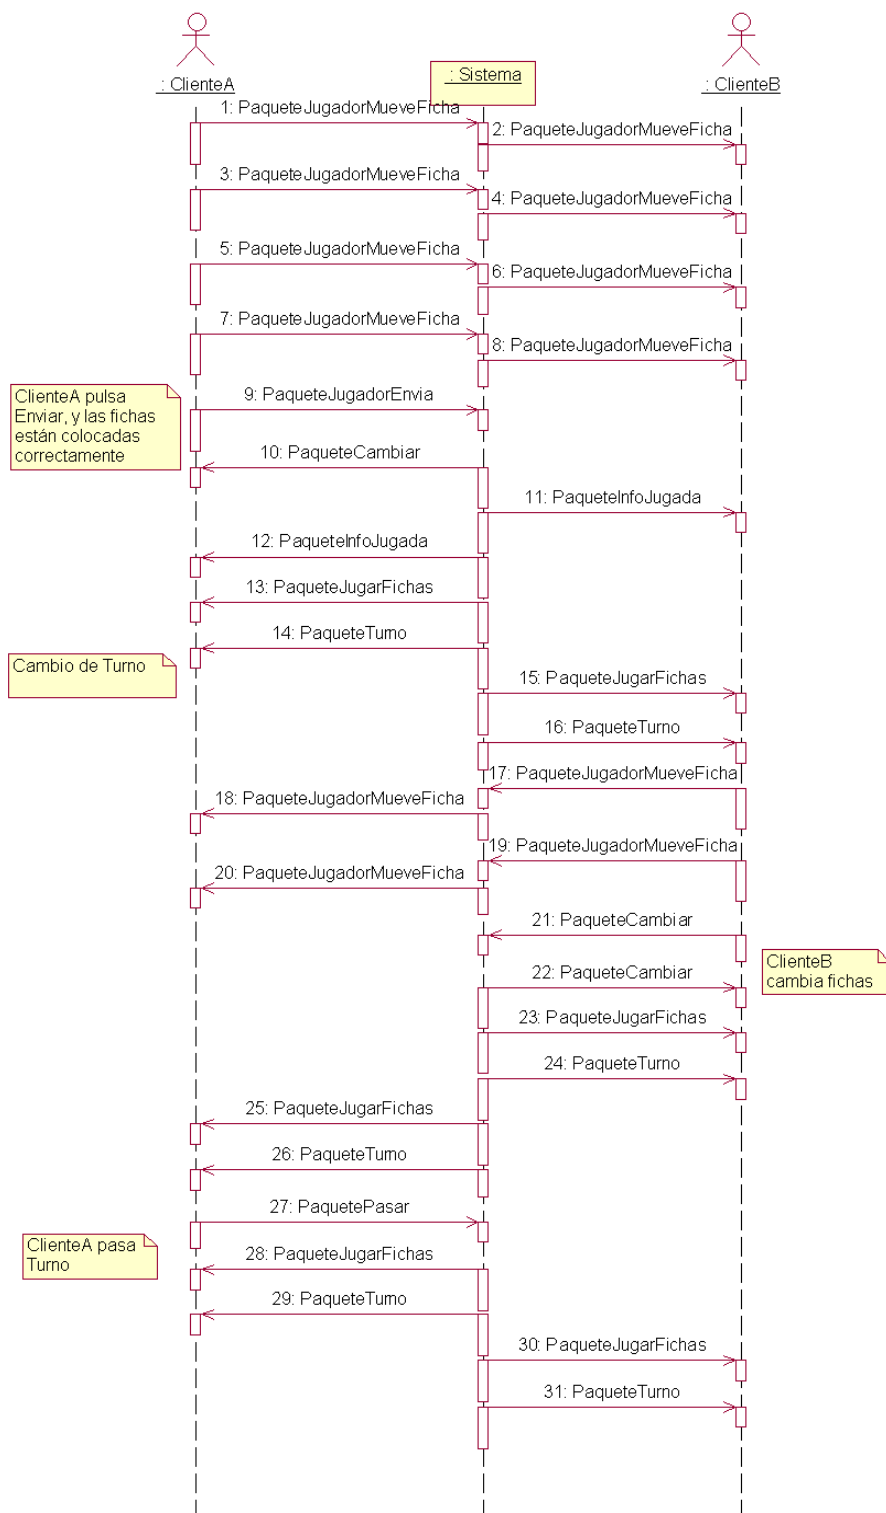 : ClienteA
: Sistema
: ClienteB
1: PaqueteJugadorMueveFicha
2: PaqueteJugadorMueveFicha
3: PaqueteJugadorMueveFicha
4: PaqueteJugadorMueveFicha
5: PaqueteJugadorMueveFicha
6: PaqueteJugadorMueveFicha
7: PaqueteJugadorMueveFicha
8: PaqueteJugadorMueveFicha
ClienteA pulsa
Enviar, y las fichas
están colocadas
correctamente
9: PaqueteJugadorEnvia
10: PaqueteCambiar
11: PaqueteInfoJugada
12: PaqueteInfoJugada
13: PaqueteJugarFichas
14: PaqueteTurno
Cambio de Turno
15: PaqueteJugarFichas
16: PaqueteTurno
17: PaqueteJugadorMueveFicha
18: PaqueteJugadorMueveFicha
19: PaqueteJugadorMueveFicha
20: PaqueteJugadorMueveFicha
21: PaqueteCambiar
ClienteB
cambia fichas
22: PaqueteCambiar
23: PaqueteJugarFichas
24: PaqueteTurno
25: PaqueteJugarFichas
26: PaqueteTurno
27: PaquetePasar
ClienteA pasa
Turno
28: PaqueteJugarFichas
29: PaqueteTurno
30: PaqueteJugarFichas
31: PaqueteTurno